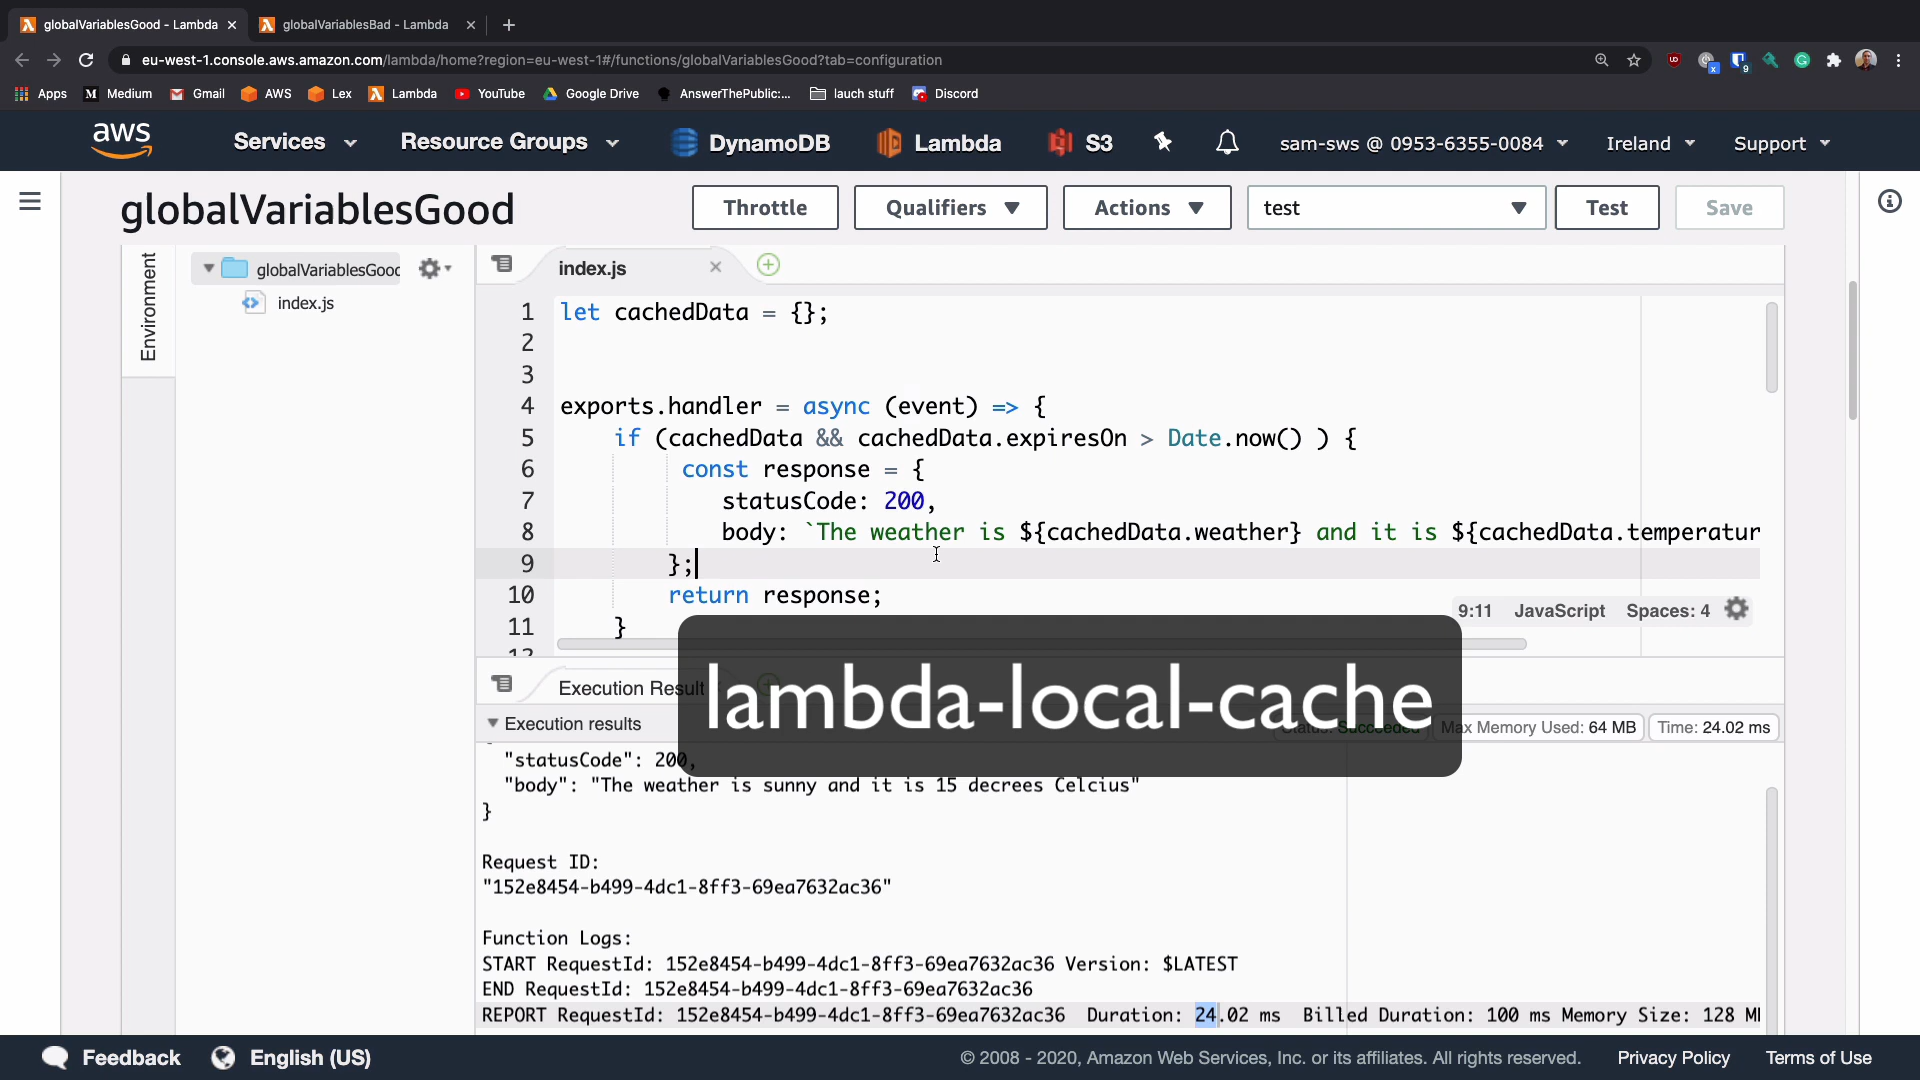 globalVariablesGood - Lambda
globalVariablesBad - Lambda
eu-west-1.console.aws.amazon.com/lambda/home?region=eu-west-1#/functions/globalVariablesGood?tab=configuration
Apps
Medium
Gmail
AWS
Lex
Lambda
YouTube
Google Drive
AnswerThePublic:...
lauch stuff
Discord
aws
Services
Resource Groups
DynamoDB
Lambda
S3
sam-sws @ 0953-6355-0084
Ireland
Support
globalVariablesGood
Throttle
Qualifiers
Actions
test
Test
Save
Environment
globalVariablesGood
index.js
index.js
1 let cachedData = {};
2
3
4 exports.handler = async (event) => {
5 if (cachedData && cachedData.expiresOn > Date.now() ) {
6 const response = {
7 statusCode: 200,
8 body: `The weather is ${cachedData.weather} and it is ${cachedData.temperatur
9 };
10 return response;
11 }
12
9:11 JavaScript Spaces: 4
lambda-local-cache
Execution Result
Execution results
Status: Succeeded
Max Memory Used: 64 MB
Time: 24.02 ms
"statusCode": 200,
"body": "The weather is sunny and it is 15 decrees Celcius"
}
Request ID:
"152e8454-b499-4dc1-8ff3-69ea7632ac36"
Function Logs:
START RequestId: 152e8454-b499-4dc1-8ff3-69ea7632ac36 Version: $LATEST
END RequestId: 152e8454-b499-4dc1-8ff3-69ea7632ac36
REPORT RequestId: 152e8454-b499-4dc1-8ff3-69ea7632ac36 Duration: 24.02 ms Billed Duration: 100 ms Memory Size: 128 M
Feedback
English (US)
© 2008 - 2020, Amazon Web Services, Inc. or its affiliates. All rights reserved.
Privacy Policy
Terms of Use